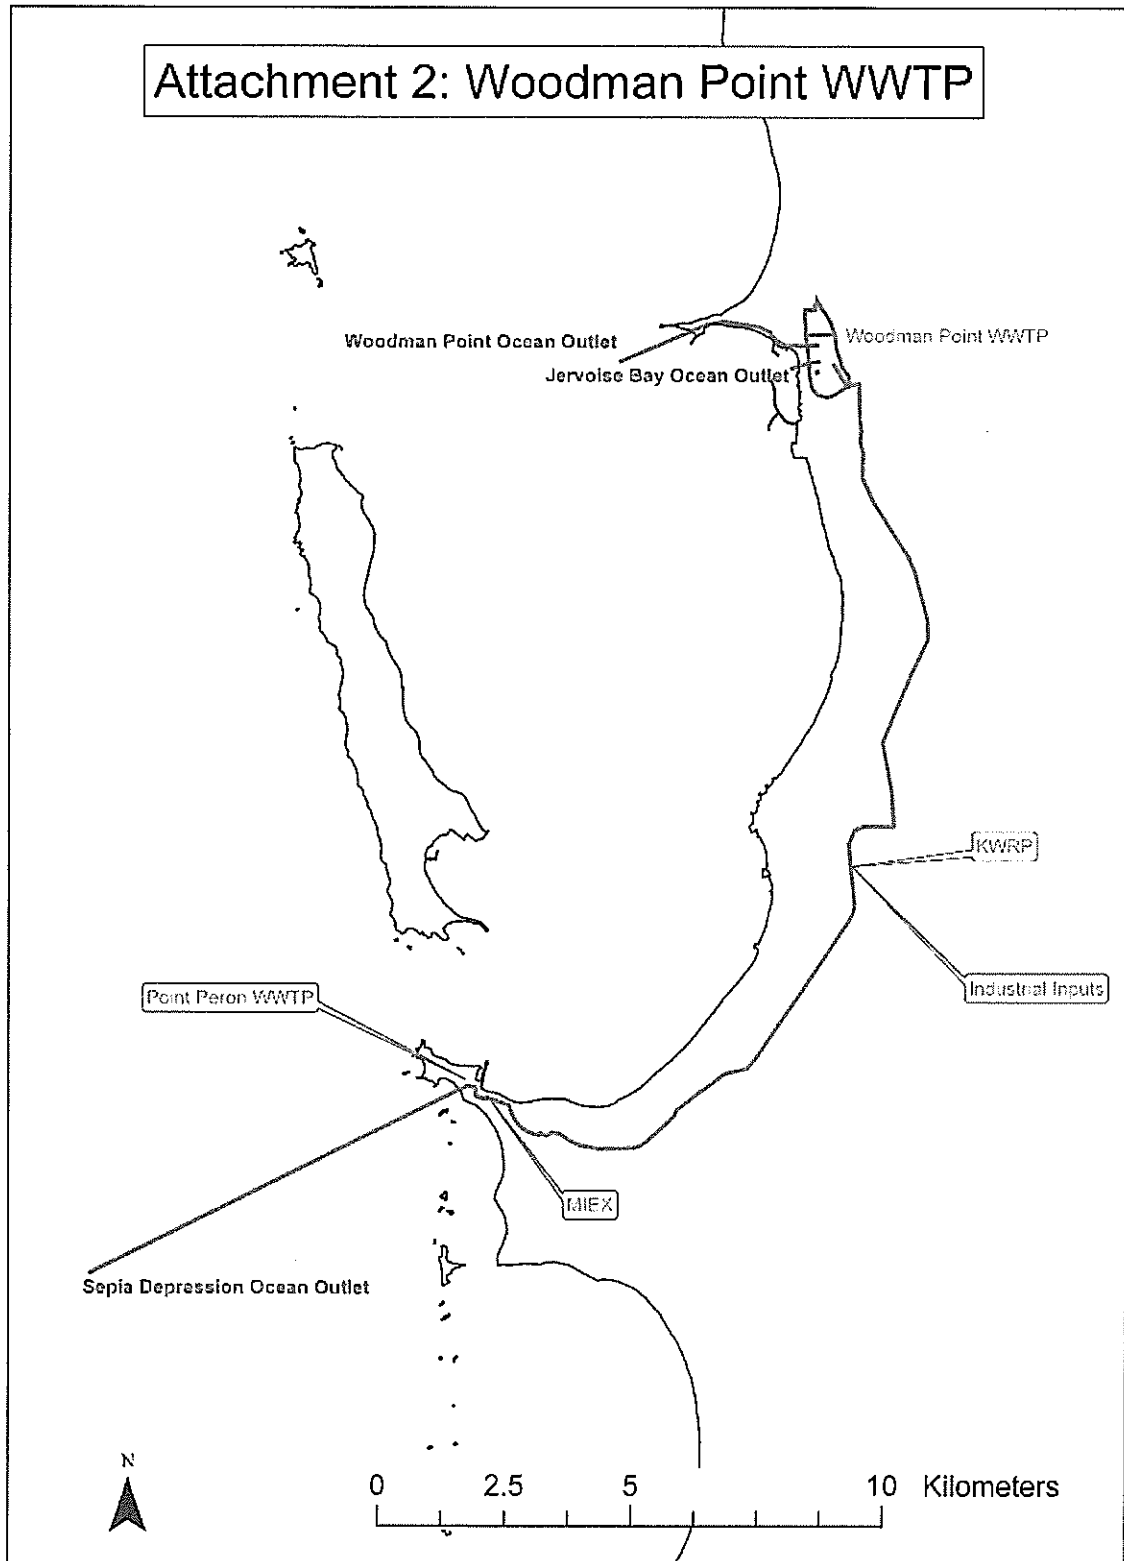 Attachment 2: Woodman Point WWTP
Woodman Point WWTP
Woodman Point Ocean Outlet
Jervoise Bay Ocean Outlet
KWRP
Industrial Inputs
Point Peron WWTP
MIEX
Sepia Depression Ocean Outlet
N
0 2.5 5 10 Kilometers